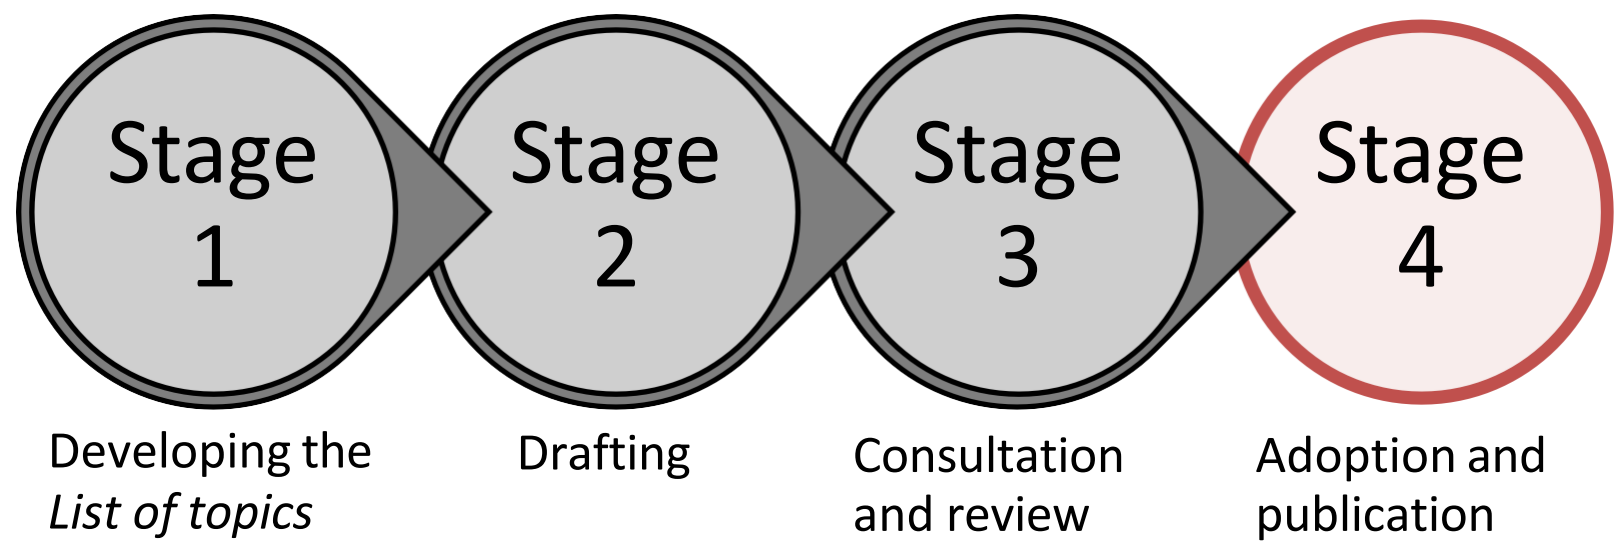 Stage
1
Stage
2
Stage
3
Stage
4
Developing the
List of topics
Drafting
Consultation
and review
Adoption and
publication